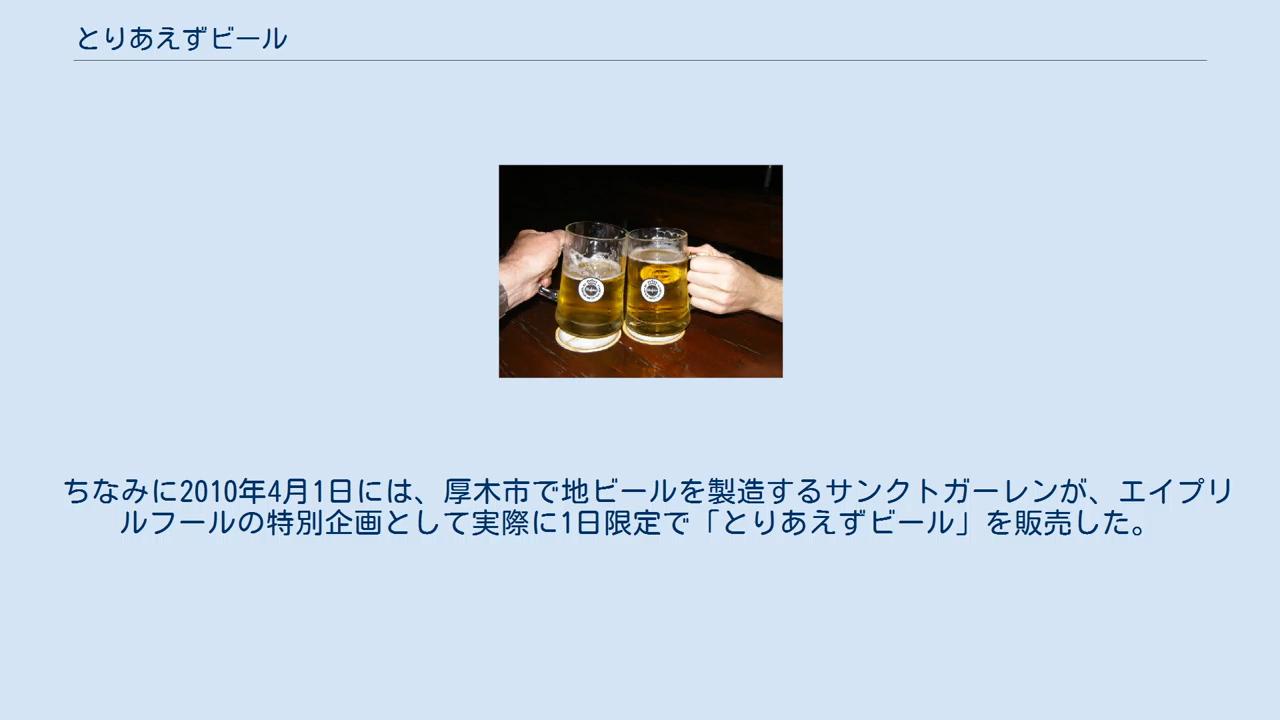 とりあえずビール
ちなみに2010年4月1日には、厚木市で地ビールを製造するサンクトガーレンが、エイプリ
ルフールの特別企画として実際に1日限定で「とりあえずビール」を販売した。